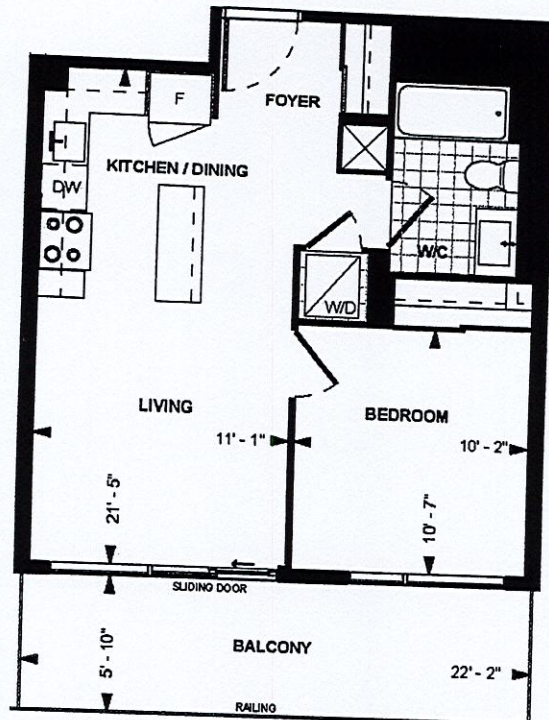 F
FOYER
KITCHEN / DINING
DW
W/C
W/D
L
LIVING
BEDROOM
11' - 1"
10' - 2"
21' - 5"
10' - 7"
SLIDING DOOR
BALCONY
5' - 10"
22' - 2"
RAILING